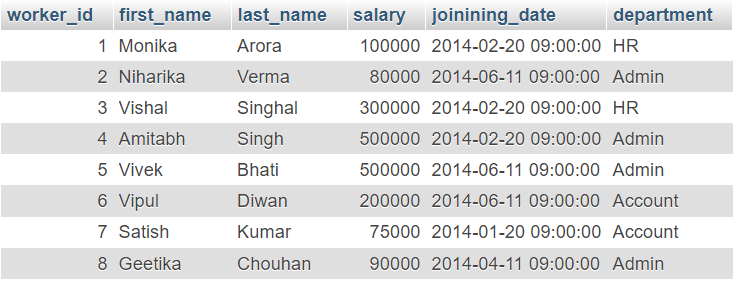 worker_id first_name last_name salary joinining_date department
1 Monika Arora 100000 2014-02-20 09:00:00 HR
2 Niharika Verma 80000 2014-06-11 09:00:00 Admin
3 Vishal Singhal 300000 2014-02-20 09:00:00 HR
4 Amitabh Singh 500000 2014-02-20 09:00:00 Admin
5 Vivek Bhati 500000 2014-06-11 09:00:00 Admin
6 Vipul Diwan 200000 2014-06-11 09:00:00 Account
7 Satish Kumar 75000 2014-01-20 09:00:00 Account
8 Geetika Chouhan 90000 2014-04-11 09:00:00 Admin